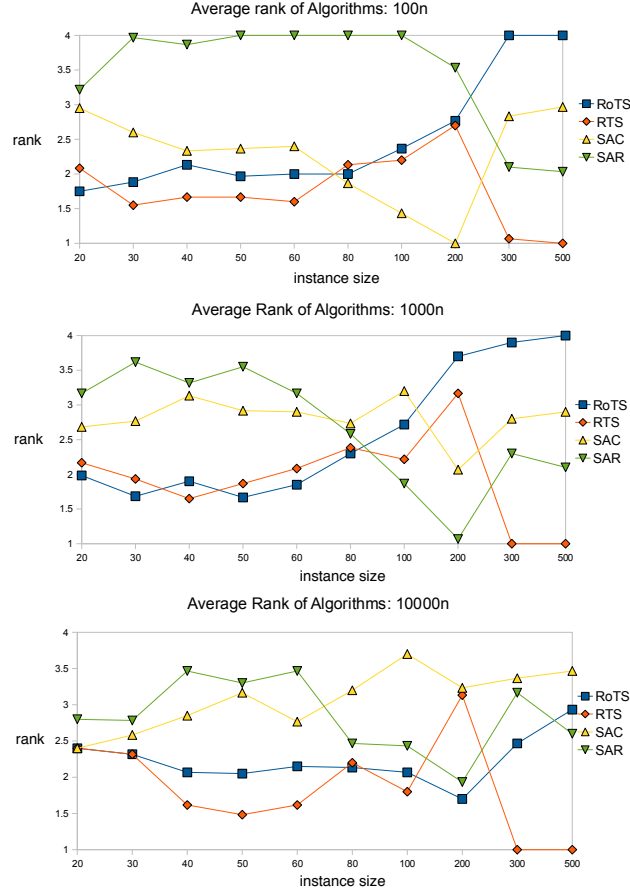 Average rank of Algorithms: 100n
4
3.5
3
2.5
2
1.5
1
rank
20 30 40 50 60 80 100 200 300 500
instance size
RoTS
RTS
SAC
SAR
Average Rank of Algorithms: 1000n
4
3.5
3
2.5
2
1.5
1
rank
20 30 40 50 60 80 100 200 300 500
instance size
RoTS
RTS
SAC
SAR
Average Rank of Algorithms: 10000n
4
3.5
3
2.5
2
1.5
1
rank
20 30 40 50 60 80 100 200 300 500
instance size
RoTS
RTS
SAC
SAR